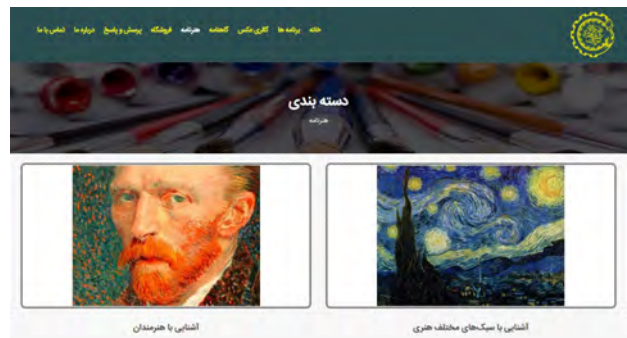 خانه برنامه ها گالری عکس گاهنامه هنرنامه فروشگاه پرسش و پاسخ درباره ما تماس با ما
دسته بندی
هنرنامه
آشنایی با سبک‌های مختلف هنری
آشنایی با هنرمندان